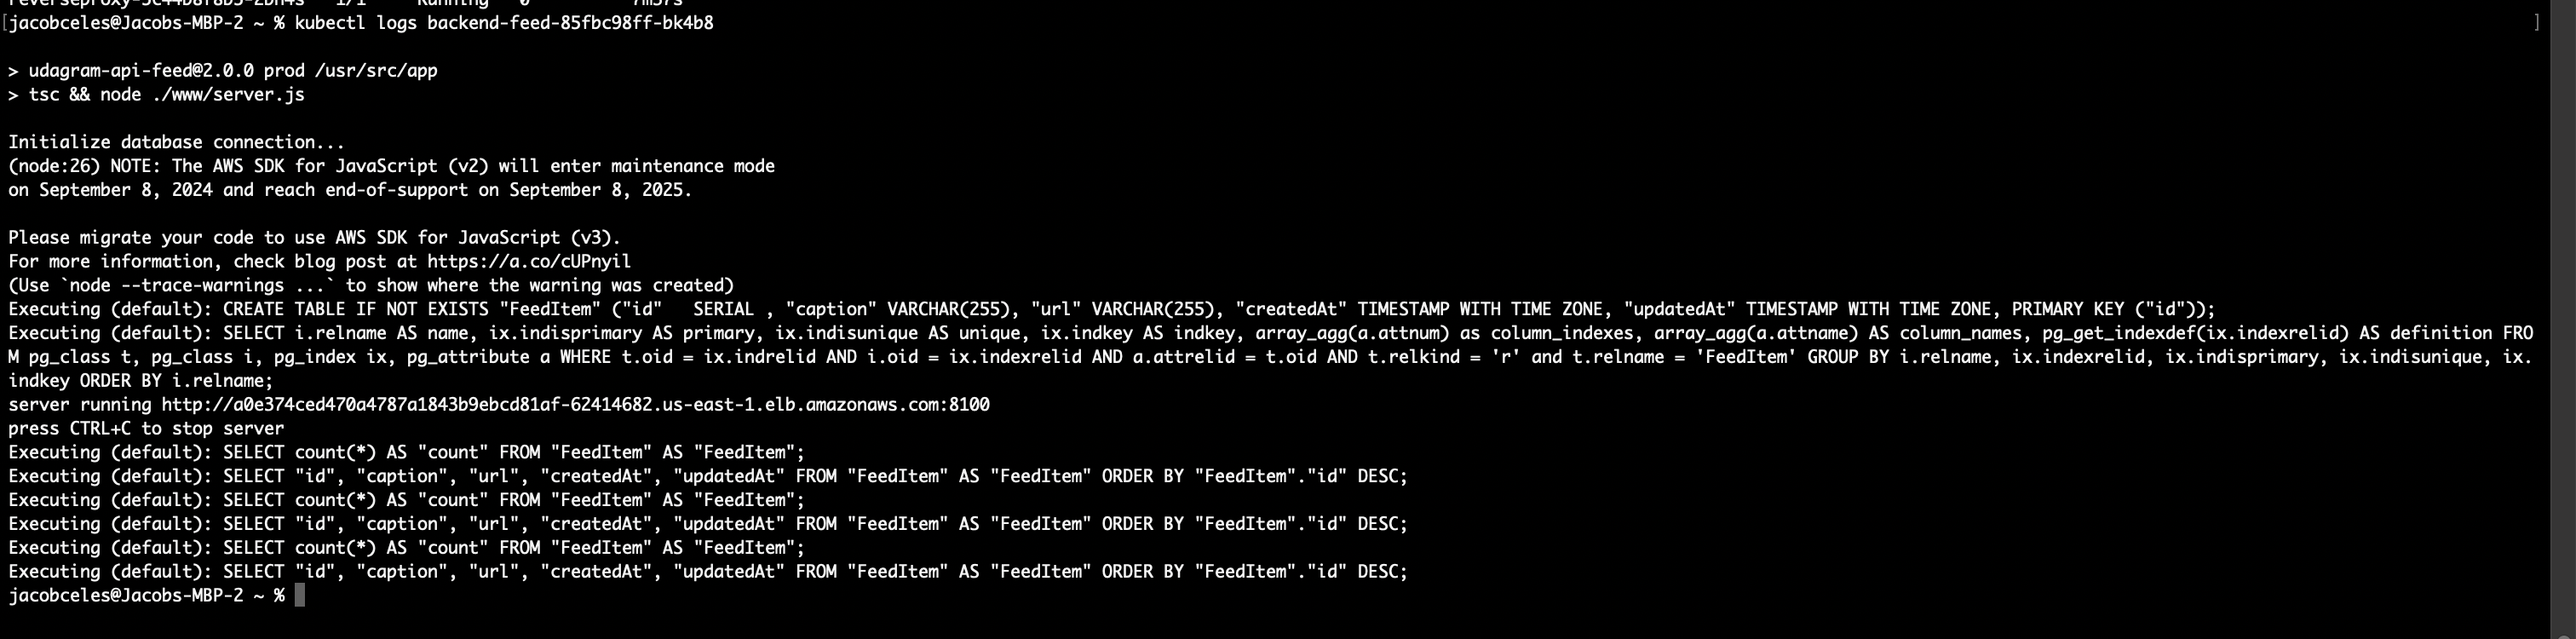 [jacobceles@Jacobs-MBP-2 ~ % kubectl logs backend-feed-85fbc98ff-bk4b8 ]
> udagram-api-feed@2.0.0 prod /usr/src/app
> tsc && node ./www/server.js
Initialize database connection...
(node:26) NOTE: The AWS SDK for JavaScript (v2) will enter maintenance mode
on September 8, 2024 and reach end-of-support on September 8, 2025.
Please migrate your code to use AWS SDK for JavaScript (v3).
For more information, check blog post at https://a.co/cUPnyil
(Use `node --trace-warnings ...` to show where the warning was created)
Executing (default): CREATE TABLE IF NOT EXISTS "FeedItem" ("id"   SERIAL , "caption" VARCHAR(255), "url" VARCHAR(255), "createdAt" TIMESTAMP WITH TIME ZONE, "updatedAt" TIMESTAMP WITH TIME ZONE, PRIMARY KEY ("id"));
Executing (default): SELECT i.relname AS name, ix.indisprimary AS primary, ix.indisunique AS unique, ix.indkey AS indkey, array_agg(a.attnum) as column_indexes, array_agg(a.attname) AS column_names, pg_get_indexdef(ix.indexrelid) AS definition FRO
M pg_class t, pg_class i, pg_index ix, pg_attribute a WHERE t.oid = ix.indrelid AND i.oid = ix.indexrelid AND a.attrelid = t.oid AND t.relkind = 'r' and t.relname = 'FeedItem' GROUP BY i.relname, ix.indexrelid, ix.indisprimary, ix.indisunique, ix.
indkey ORDER BY i.relname;
server running http://a0e374ced470a4787a1843b9ebcd81af-62414682.us-east-1.elb.amazonaws.com:8100
press CTRL+C to stop server
Executing (default): SELECT count(*) AS "count" FROM "FeedItem" AS "FeedItem";
Executing (default): SELECT "id", "caption", "url", "createdAt", "updatedAt" FROM "FeedItem" AS "FeedItem" ORDER BY "FeedItem"."id" DESC;
Executing (default): SELECT count(*) AS "count" FROM "FeedItem" AS "FeedItem";
Executing (default): SELECT "id", "caption", "url", "createdAt", "updatedAt" FROM "FeedItem" AS "FeedItem" ORDER BY "FeedItem"."id" DESC;
Executing (default): SELECT count(*) AS "count" FROM "FeedItem" AS "FeedItem";
Executing (default): SELECT "id", "caption", "url", "createdAt", "updatedAt" FROM "FeedItem" AS "FeedItem" ORDER BY "FeedItem"."id" DESC;
jacobceles@Jacobs-MBP-2 ~ %